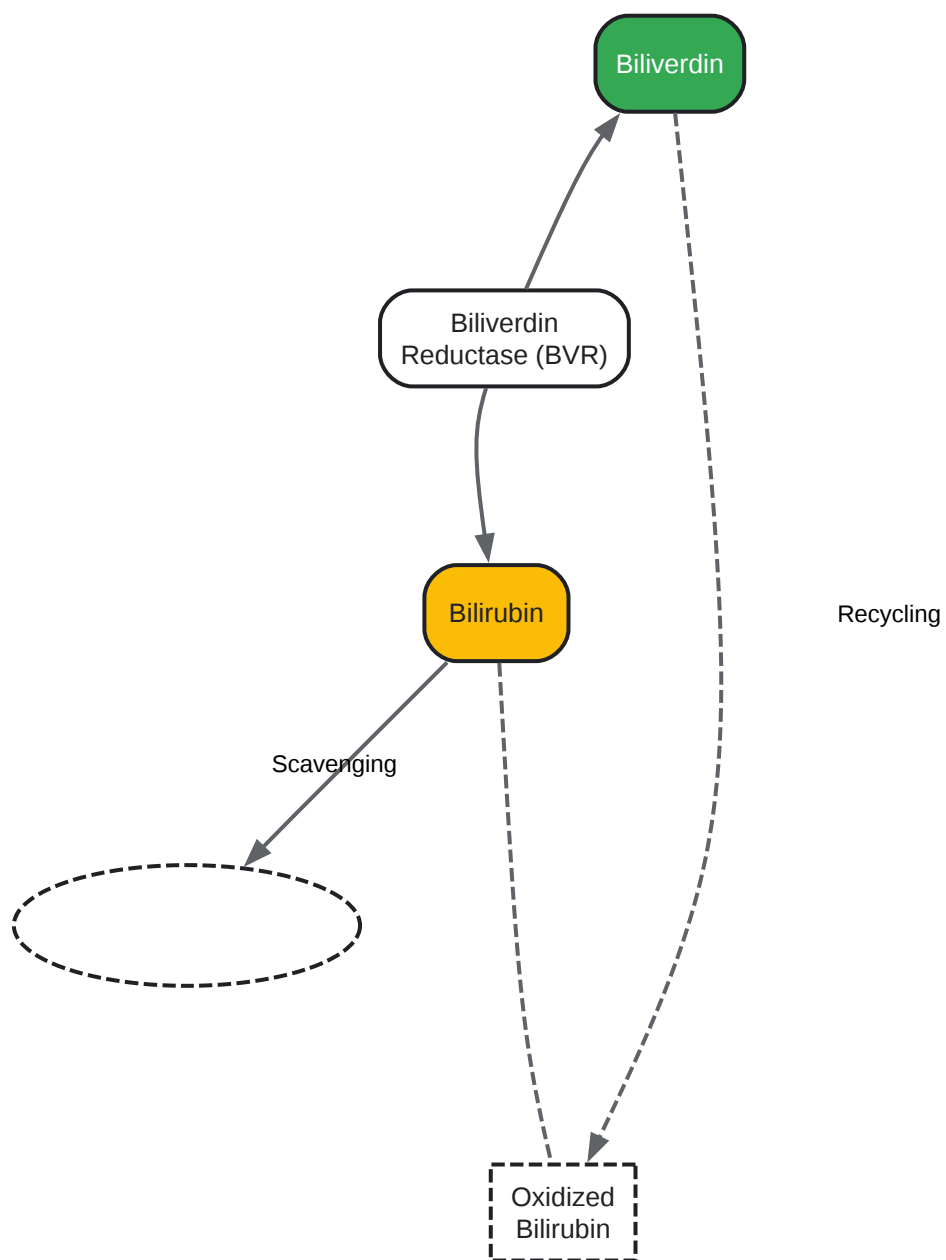 Biliverdin
Biliverdin
Reductase (BVR)
Bilirubin
Recycling
Scavenging
Oxidized
Bilirubin